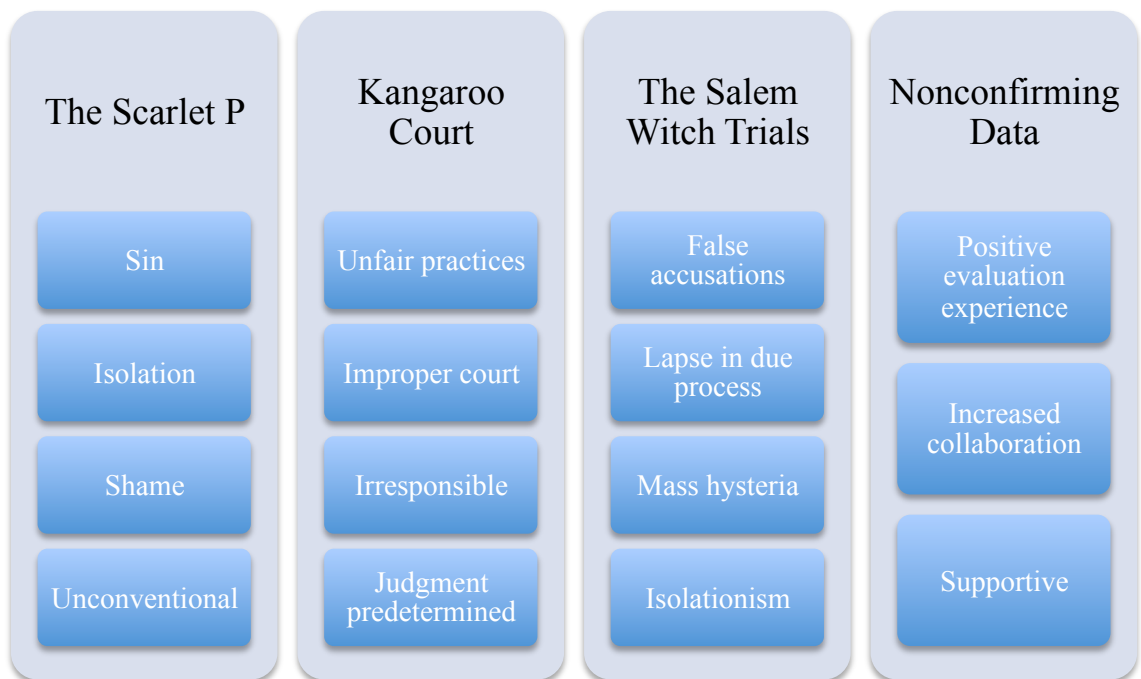 The Scarlet P
Sin
Isolation
Shame
Unconventional
Kangaroo
Court
Unfair practices
Improper court
Irresponsible
Judgment
predetermined
The Salem
Witch Trials
False
accusations
Lapse in due
process
Mass hysteria
Isolationism
Nonconfirming
Data
Positive
evaluation
experience
Increased
collaboration
Supportive